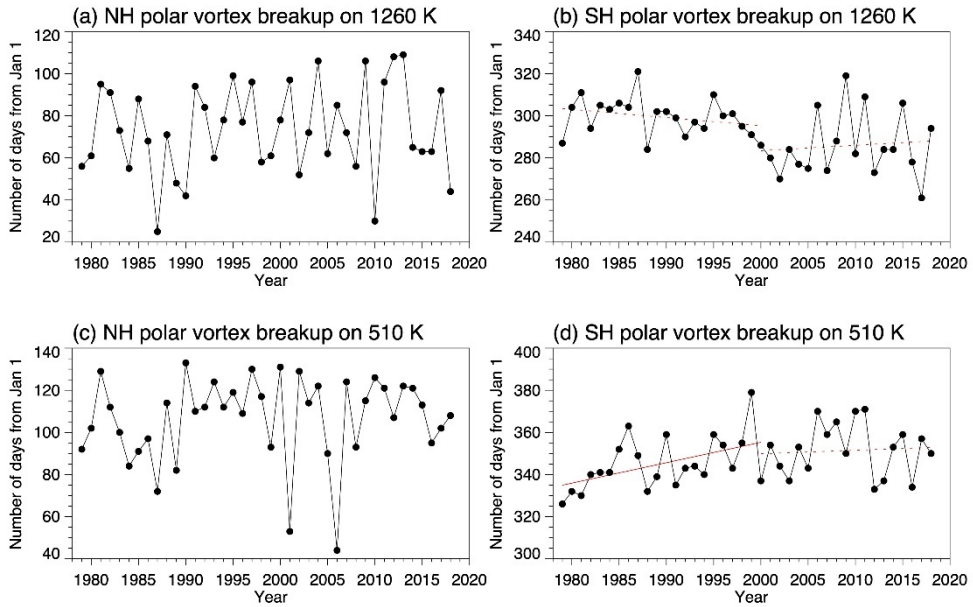 (a) NH polar vortex breakup on 1260 K
Number of days from Jan 1
120
100
80
60
40
20
1980 1985 1990 1995 2000 2005 2010 2015 2020
Year
(b) SH polar vortex breakup on 1260 K
Number of days from Jan 1
340
320
300
280
260
240
1980 1985 1990 1995 2000 2005 2010 2015 2020
Year
(c) NH polar vortex breakup on 510 K
Number of days from Jan 1
140
120
100
80
60
40
1980 1985 1990 1995 2000 2005 2010 2015 2020
Year
(d) SH polar vortex breakup on 510 K
Number of days from Jan 1
400
380
360
340
320
300
1980 1985 1990 1995 2000 2005 2010 2015 2020
Year